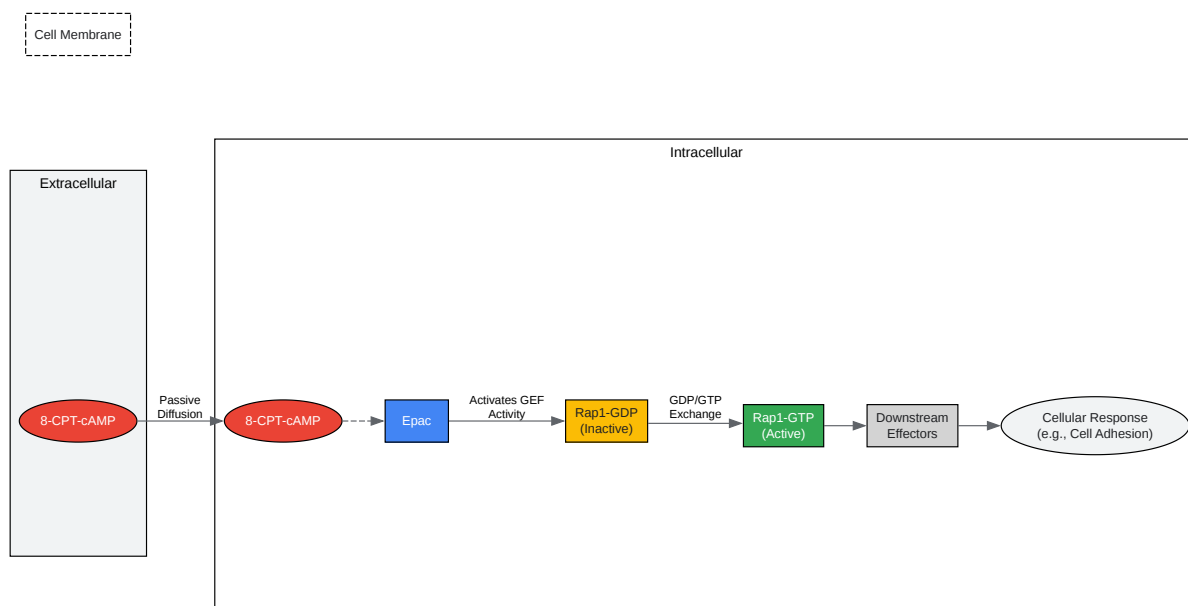 Cell Membrane
Intracellular
Extracellular
8-CPT-cAMP
Passive
Diffusion
8-CPT-cAMP
Epac
Activates GEF
Activity
Rap1-GDP
(Inactive)
GDP/GTP
Exchange
Rap1-GTP
(Active)
Downstream
Effectors
Cellular Response
(e.g., Cell Adhesion)